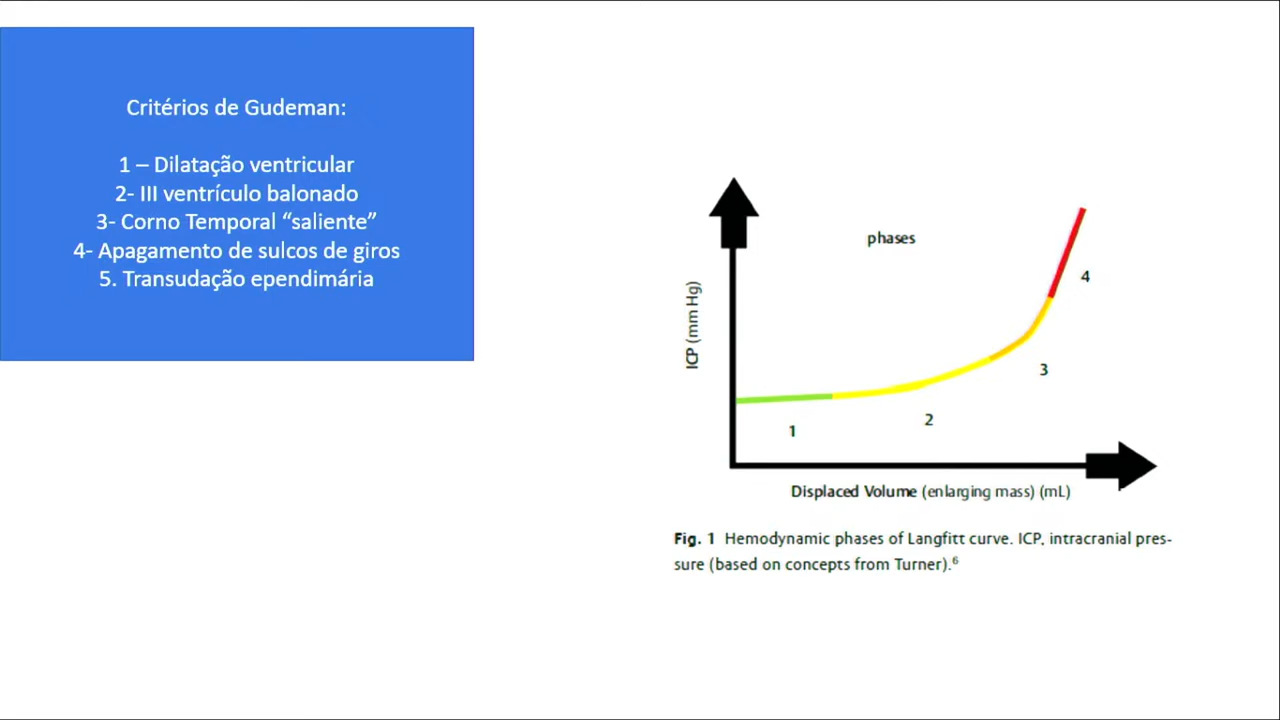 Critérios de Gudeman:
1 – Dilatação ventricular
2- III ventrículo balonado
3- Corno Temporal “saliente”
4- Apagamento de sulcos de giros
5. Transudação ependimária
phases
ICP (mm Hg)
1
2
3
4
Displaced Volume (enlarging mass) (mL)
Fig. 1 Hemodynamic phases of Langfitt curve. ICP, intracranial pres-
sure (based on concepts from Turner).⁶